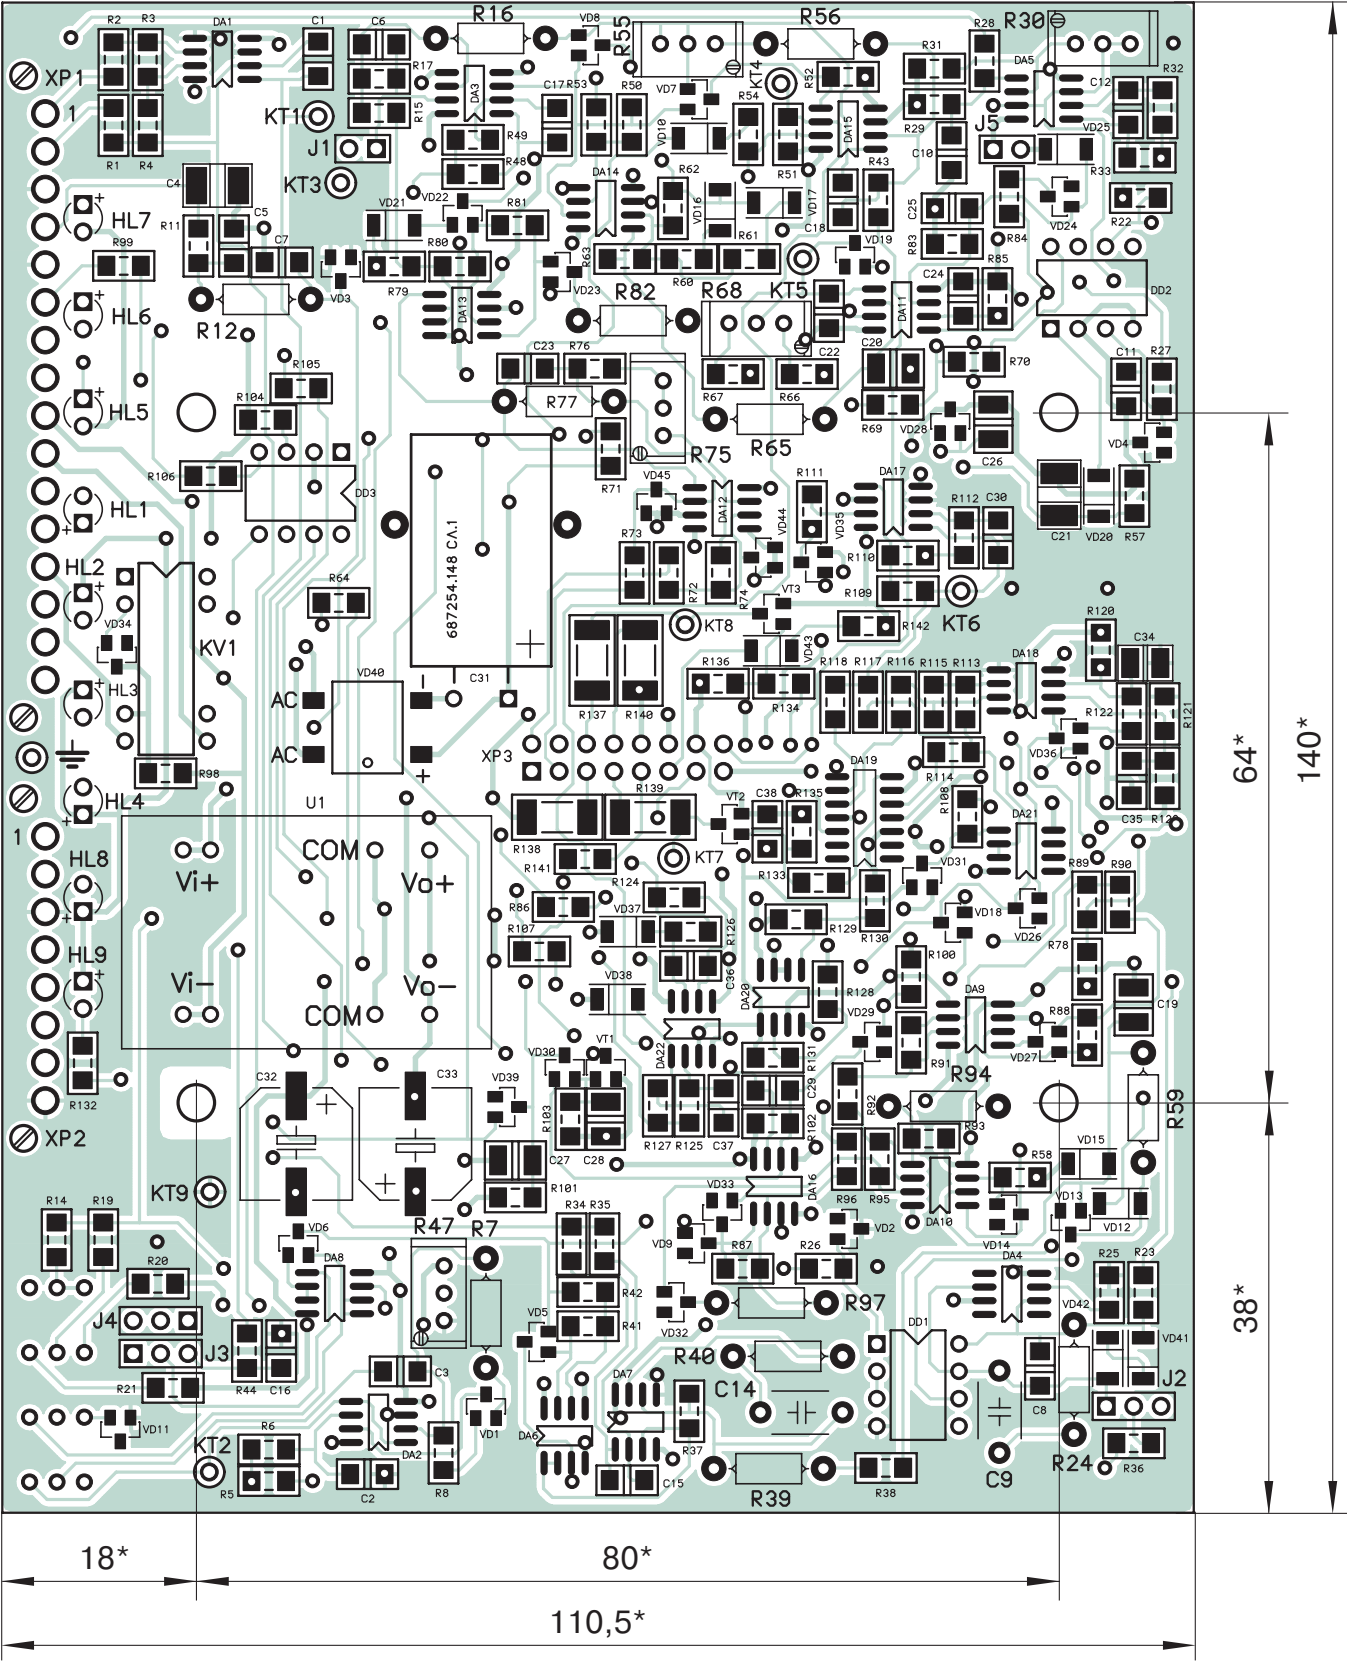 R2 R3 DA1 C1 C6 R16 VD8 R55 R56 R28 R30
XP1 R17 DA3 C17 R53 R50 VD7 KT4 R52 R31 DA5 C12 R32
1 KT1 R15 R49 VD10 R54 DA15 R29 J5 VD25
R1 R4 J1 R48 DA14 R62 R51 R43 C10 R33
C4 KT3 VD22 VD21 R81 VD16 VD17 C18 C25 R84 VD24 R22
HL7 R11 C5 R99 C7 VD3 R79 R80 R63 VD23 R60 R61 VD19 R83 R85
HL6 R12 DA13 R82 R68 KT5 DA11 C24 DD2
R105 C23 R76 R67 R66 C22 C20 R70 C11 R27
HL5 R104 R77 R75 R65 R69 VD28 C26 VD4
R106 DD3 R71 VD45 R111 DA17
HL1 DA12 VD44 VD35 R112 C30 C21 VD20 R57
HL2 R64 687254.148 СЛ.1 R73 R72 R74 VT3 R110 R109 KT6
VD34 KV1 KT8 R142 R120 C34
HL3 VD40 C31 R136 VD43 R118 R117 R116 R115 R113 DA18
AC R137 R140 R134 R122 R121
AC + XP3 VD36
R98 DA19 R114
HL4 U1 R139 VT2 C38 R135 R108 DA21 C35
1 COM R138 R141 KT7 R133 VD31 R89 R90
HL8 Vi+ Vo+ R86 R124 VD37 R126 R129 R130 VD18 VD26
HL9 R107 C36 R100 R78
Vi− Vo− VD38 DA20 R128 DA9 C19
COM VD29 R88
R132 C32 C33 VD39 VD30 VT1 DA22 R131 R91 R94 VD27 R59
XP2 R103 C29 R102 R92 R93
KT9 C27 C28 R127 R125 C37 R58 VD15
R101 DA16 R96 R95
R14 R19 VD6 R47 R7 R34 R35 VD33 VD2 DA10 VD13 VD12
R20 DA8 VD9 R87 R26 VD14 DA4 R25 R23
J4 VD5 R42 VD32 R97 DD1 VD42
J3 R41 R40 VD41
R21 R44 C16 C3 DA7 C14 C8 J2
VD11 KT2 R6 DA2 VD1 DA6 R37
R5 C2 R8 C15 R39 R38 C9 R24 R36
64*
140*
38*
18* 80*
110,5*